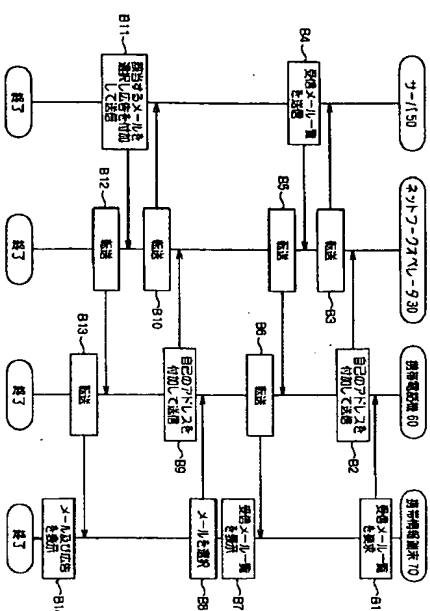 サーバ50
ネットワークオペレータ30
携帯電話機60
携帯情報端末70
受信メール一覧
を要求
B1
自己のアドレスを
付加して送信
B2
転送
B3
受信メール一覧
を送信
B4
転送
B5
転送
B6
受信メール一覧
を表示
B7
メールを選択
B8
自己のアドレスを
付加して送信
B9
転送
B10
該当するメールを
選択し広告を付加
して送信
B11
転送
B12
転送
B13
メール及び広告
を表示
終了
終了
終了
終了